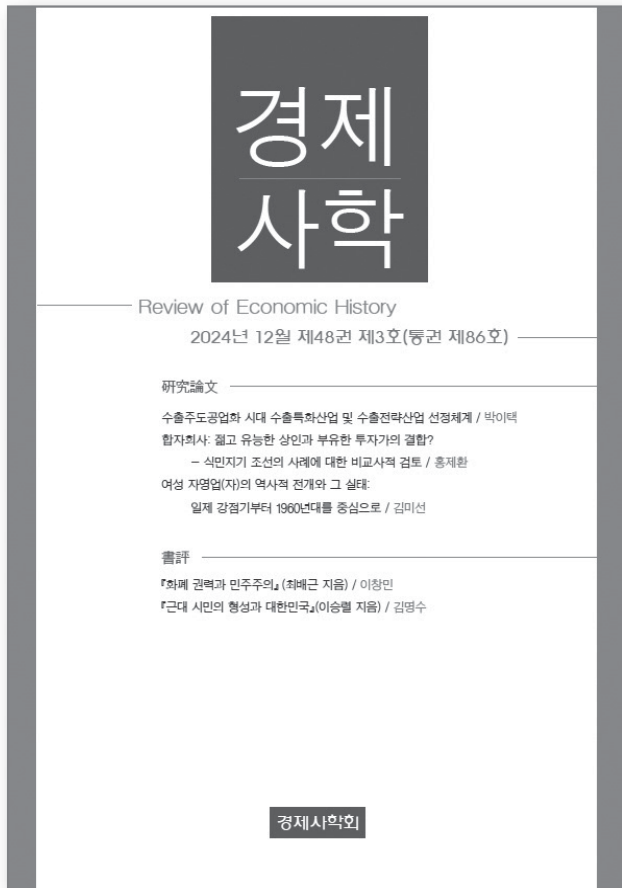 경제
사학
Review of Economic History
2024년 12월 제48권 제3호(통권 제86호)
硏究論文
수출주도공업화 시대 수출특화산업 및 수출전략산업 선정체계 / 박이택
합자회사: 젊고 유능한 상인과 부유한 투자가의 결합?
– 식민지기 조선의 사례에 대한 비교사적 검토 / 홍제환
여성 자영업(자)의 역사적 전개와 그 실태:
일제 강점기부터 1960년대를 중심으로 / 김미선
書評
『화폐 권력과 민주주의』 (최배근 지음) / 이창민
『근대 시민의 형성과 대한민국』(이승렬 지음) / 김명수
경제사학회